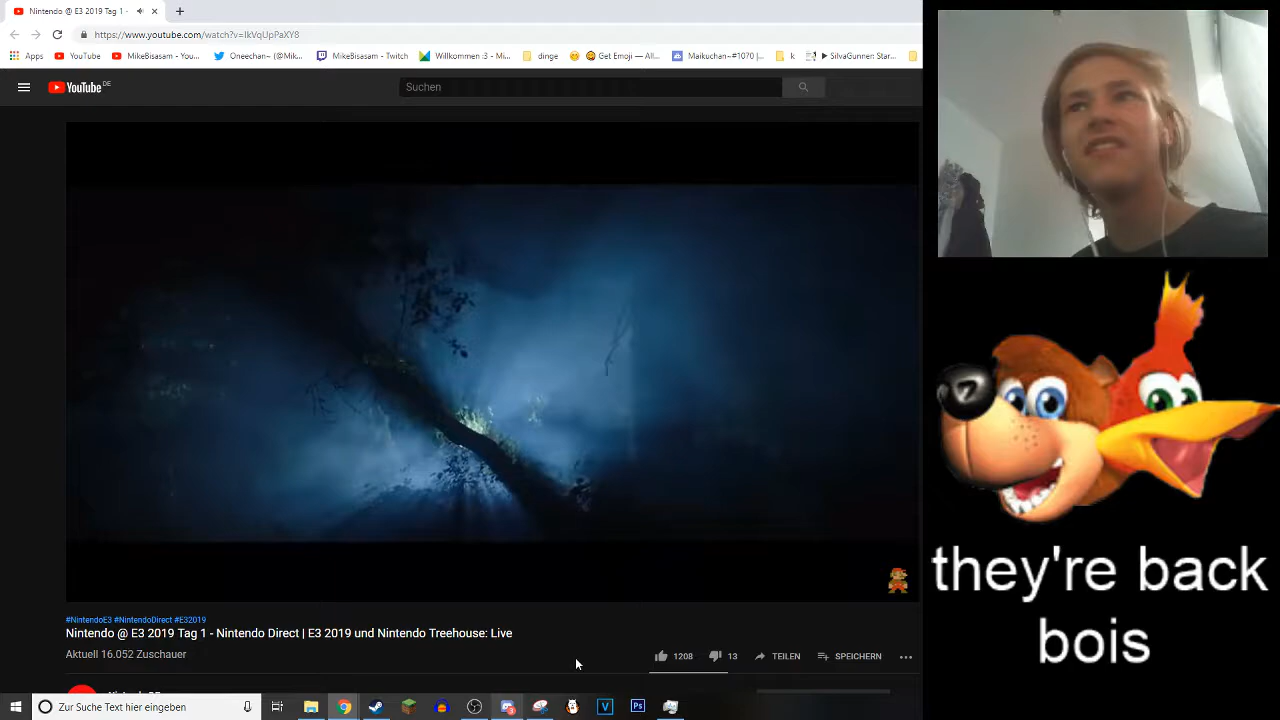 Nintendo @ E3 2019 Tag 1 -
https://www.youtube.com/watch?v=IkVqUpPaXY8
Apps
YouTube
MikeBisasam - You...
Oneechan~ (@Mik...
MikeBisasam - Twitch
Willkommen :3 - Mi...
dinge
Get Emoji — All...
Maikuchan~#1070 |...
k
SilvaGunner: Star...
YouTube DE
Suchen
#NintendoE3 #NintendoDirect #E32019
Nintendo @ E3 2019 Tag 1 - Nintendo Direct | E3 2019 und Nintendo Treehouse: Live
Aktuell 16.052 Zuschauer
1208
13
TEILEN
SPEICHERN
they're back
bois
Zur Suche Text hier eingeben
V
Ps